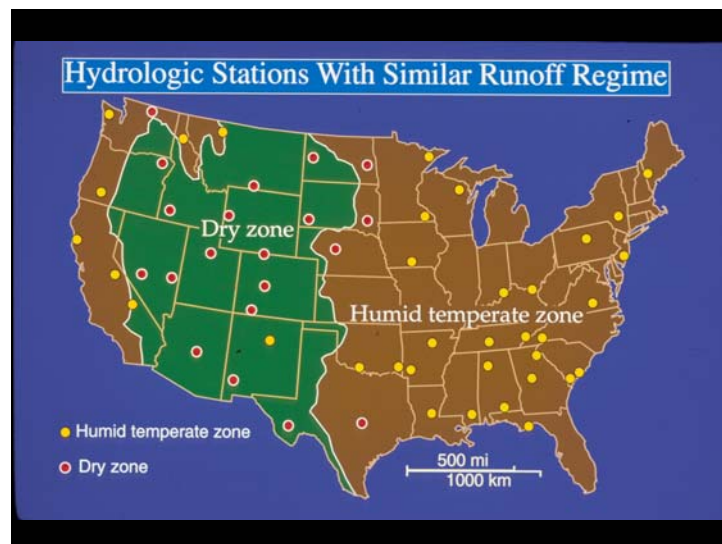 Hydrologic Stations With Similar Runoff Regime
Dry zone
Humid temperate zone
Humid temperate zone
Dry zone
500 mi
1000 km